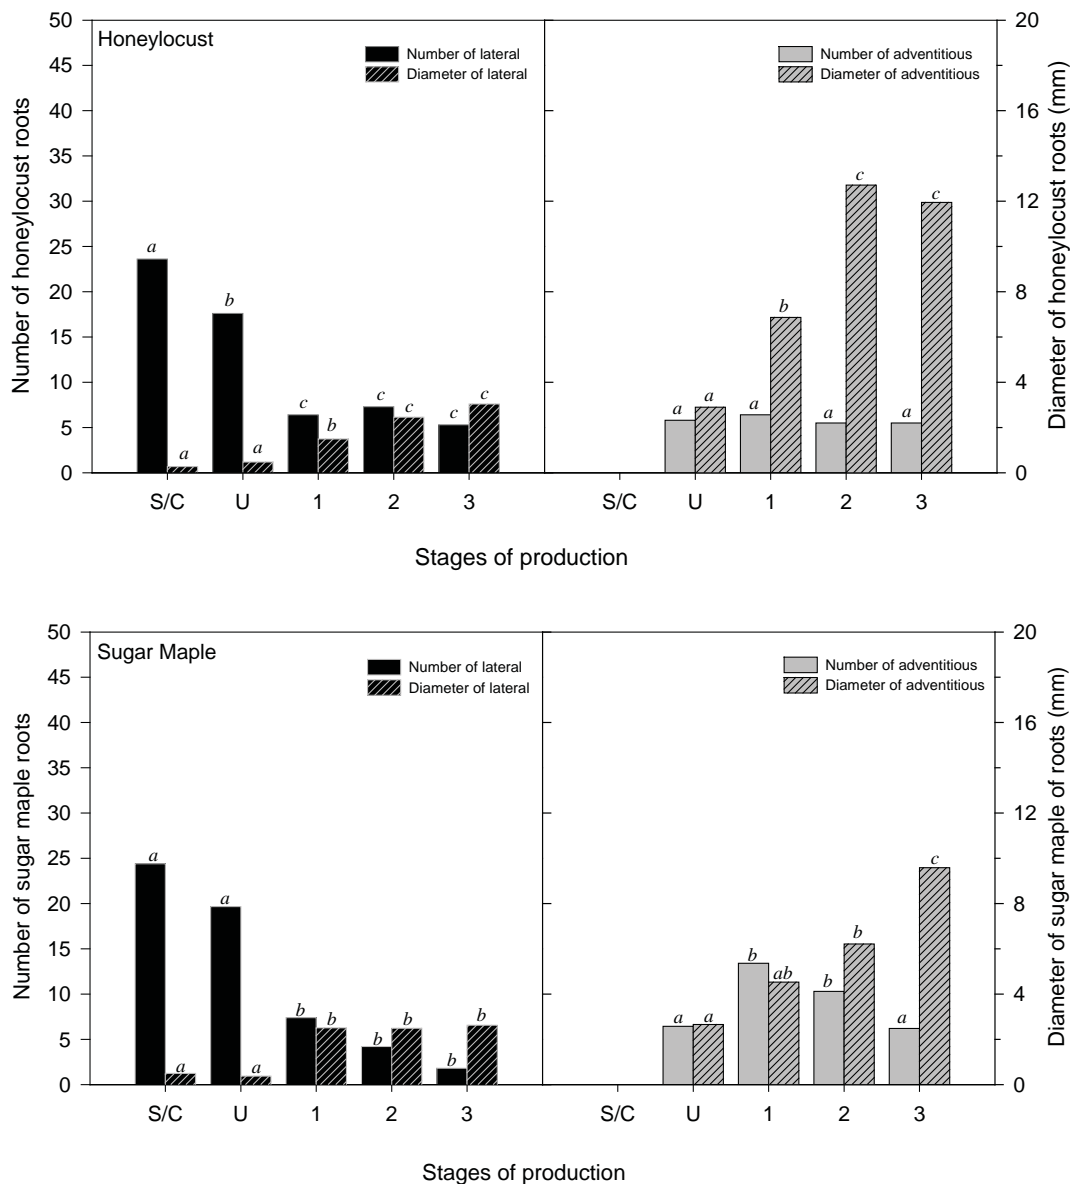 Honeylocust
Number of lateral
Diameter of lateral
Number of adventitious
Diameter of adventitious
50
45
40
35
30
25
20
15
10
5
0
Number of honeylocust roots
a
a
b
a
c
b
c
c
c
c
a
a
a
b
a
c
a
c
20
16
12
8
4
0
Diameter of honeylocust roots (mm)
S/C U 1 2 3
S/C U 1 2 3
Stages of production
Sugar Maple
Number of lateral
Diameter of lateral
Number of adventitious
Diameter of adventitious
50
45
40
35
30
25
20
15
10
5
0
Number of sugar maple roots
a
a
a
a
b
b
b
b
b
b
a
a
b
ab
b
b
a
c
20
16
12
8
4
0
Diameter of sugar maple of roots (mm)
S/C U 1 2 3
S/C U 1 2 3
Stages of production